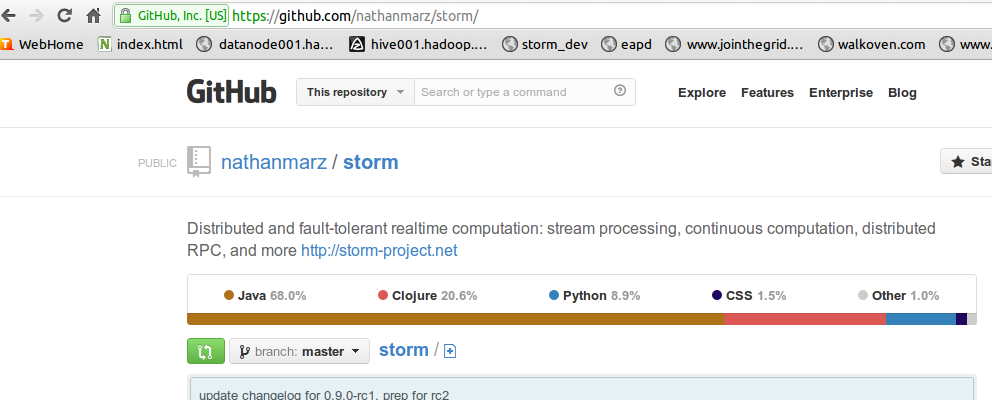 GitHub, Inc. [US] https://github.com/nathanmarz/storm/
WebHome index.html datanode001.ha... hive001.hadoop.... storm_dev eapd www.jointhegrid.... walkoven.com www.
GitHub This repository Search or type a command Explore Features Enterprise Blog
PUBLIC nathanmarz / storm Sta
Distributed and fault-tolerant realtime computation: stream processing, continuous computation, distributed
RPC, and more http://storm-project.net
Java 68.0% Clojure 20.6% Python 8.9% CSS 1.5% Other 1.0%
branch: master storm /
update changelog for 0.9.0-rc1, prep for rc2